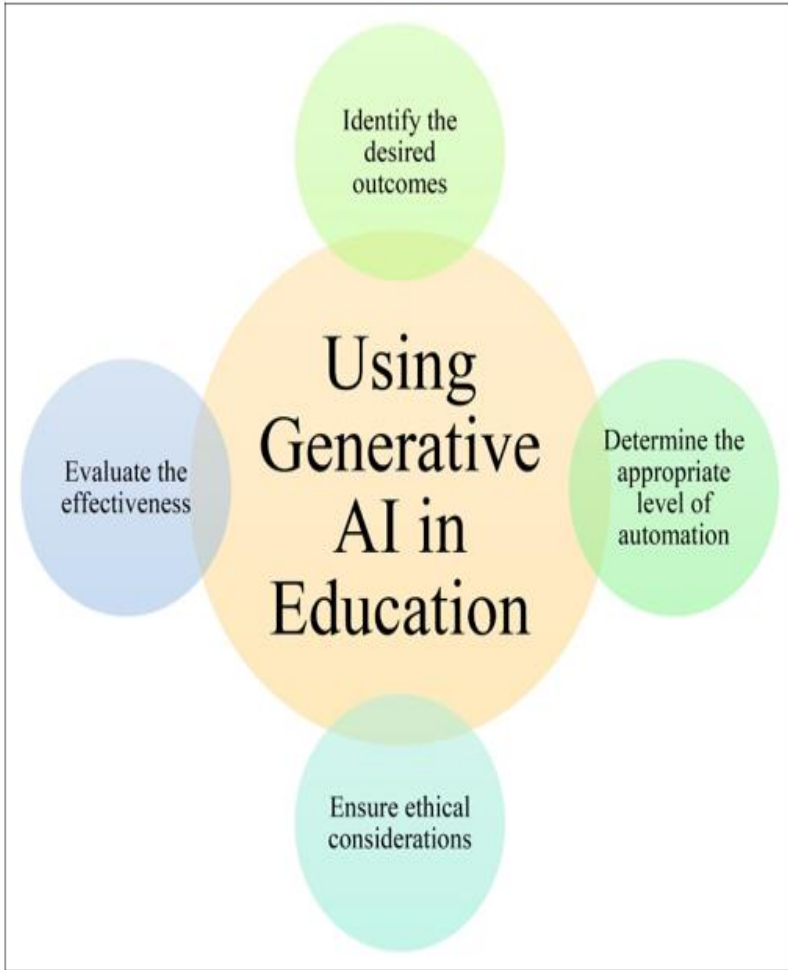 Identify the
desired
outcomes
Using
Generative
AI in
Education
Determine the
appropriate
level of
automation
Ensure ethical
considerations
Evaluate the
effectiveness